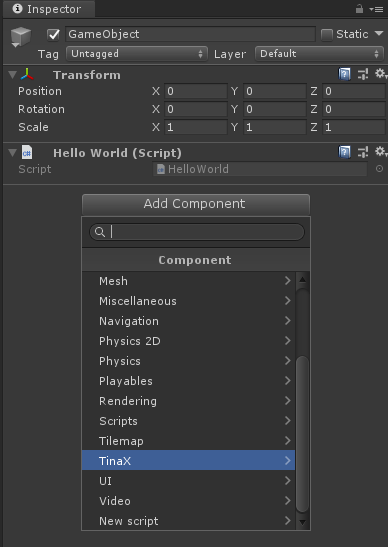 Inspector
GameObject
Static
Tag Untagged Layer Default
Transform
Position X 0 Y 0 Z 0
Rotation X 0 Y 0 Z 0
Scale X 1 Y 1 Z 1
C# Hello World (Script)
Script HelloWorld
Add Component
Component
Mesh
Miscellaneous
Navigation
Physics 2D
Physics
Playables
Rendering
Scripts
Tilemap
TinaX
UI
Video
New script